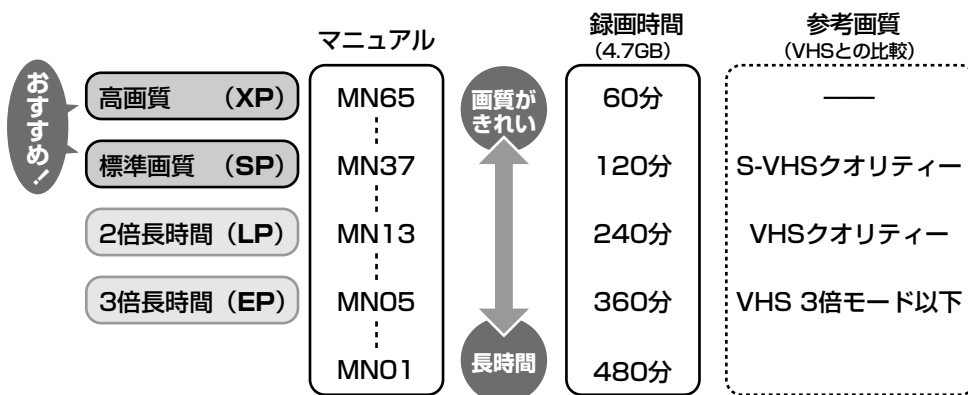 マニュアル
録画時間
(4.7GB)
参考画質
(VHSとの比較)
おすすめ!
高画質 (XP)
MN65
画質が
きれい
60分
——
標準画質 (SP)
MN37
120分
S-VHSクオリティー
2倍長時間 (LP)
MN13
240分
VHSクオリティー
3倍長時間 (EP)
MN05
360分
VHS 3倍モード以下
MN01
長時間
480分